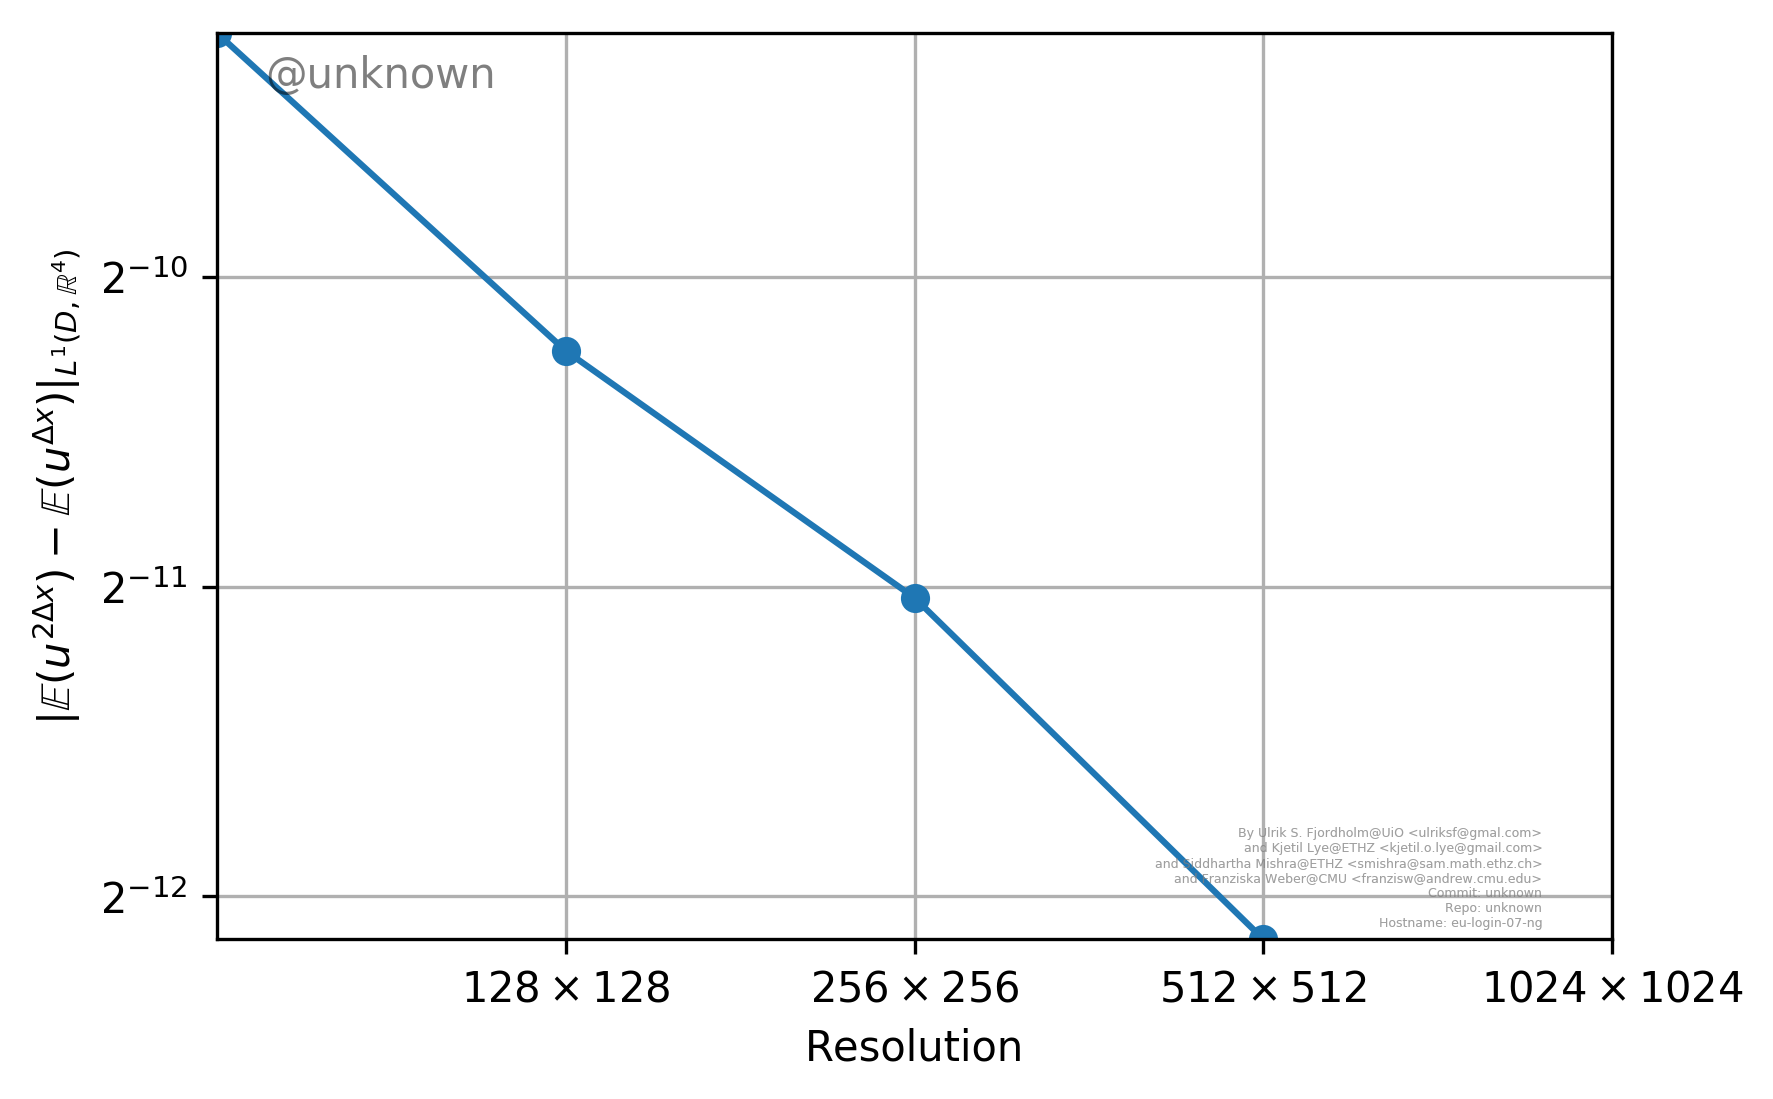 @unknown
2⁻¹⁰
2⁻¹¹
2⁻¹²
|𝔼(u^{2Δx}) − 𝔼(u^{Δx})|_{L¹(D, ℝ⁴)}
By Ulrik S. Fjordholm@UiO <ulriksf@gmal.com>
and Kjetil Lye@ETHZ <kjetil.o.lye@gmail.com>
and Siddhartha Mishra@ETHZ <smishra@sam.math.ethz.ch>
and Franziska Weber@CMU <franzisw@andrew.cmu.edu>
Commit: unknown
Repo: unknown
Hostname: eu-login-07-ng
128 × 128
256 × 256
512 × 512
1024 × 1024
Resolution